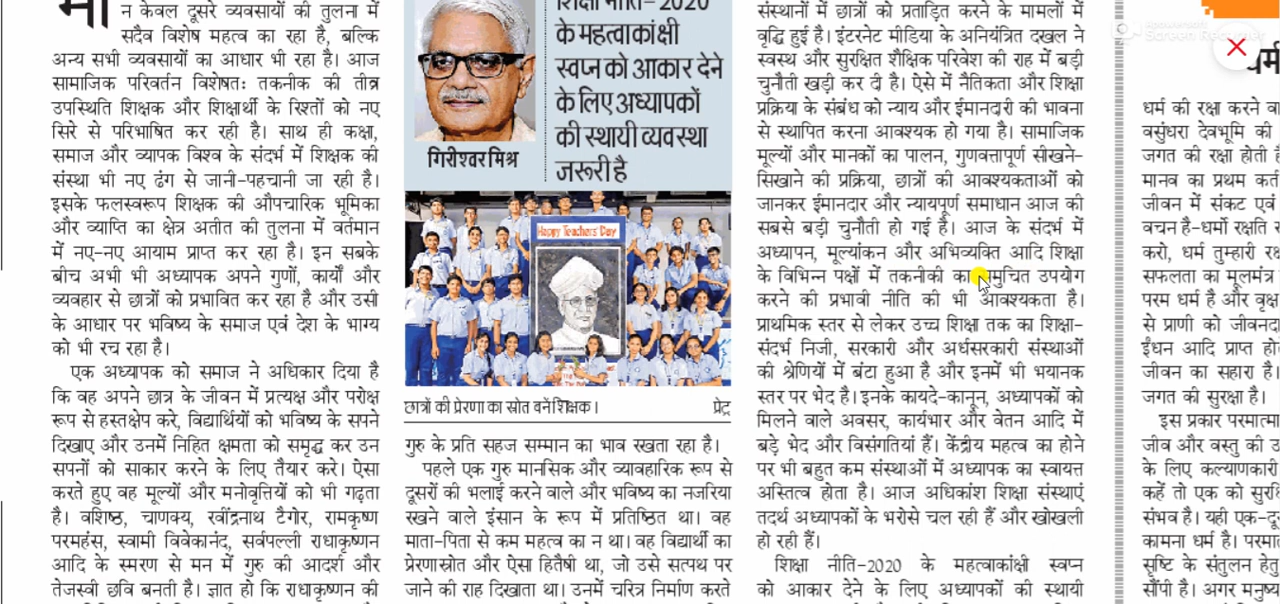 मा
न केवल दूसरे व्यवसायों की तुलना में
सदैव विशेष महत्व का रहा है, बल्कि
अन्य सभी व्यवसायों का आधार भी रहा है। आज
सामाजिक परिवर्तन विशेषतः तकनीक की तीव्र
उपस्थिति शिक्षक और शिक्षार्थी के रिश्तों को नए
सिरे से परिभाषित कर रही है। साथ ही कक्षा,
समाज और व्यापक विश्व के संदर्भ में शिक्षक की
संस्था भी नए ढंग से जानी-पहचानी जा रही है।
इसके फलस्वरूप शिक्षक की औपचारिक भूमिका
और व्याप्ति का क्षेत्र अतीत की तुलना में वर्तमान
में नए-नए आयाम प्राप्त कर रहा है। इन सबके
बीच अभी भी अध्यापक अपने गुणों, कार्यों और
व्यवहार से छात्रों को प्रभावित कर रहा है और उसी
के आधार पर भविष्य के समाज एवं देश के भाग्य
को भी रच रहा है।
एक अध्यापक को समाज ने अधिकार दिया है
कि वह अपने छात्र के जीवन में प्रत्यक्ष और परोक्ष
रूप से हस्तक्षेप करे, विद्यार्थियों को भविष्य के सपने
दिखाए और उनमें निहित क्षमता को समृद्ध कर उन
सपनों को साकार करने के लिए तैयार करे। ऐसा
करते हुए वह मूल्यों और मनोवृत्तियों को भी गढ़ता
है। वशिष्ठ, चाणक्य, रवींद्रनाथ टैगोर, रामकृष्ण
परमहंस, स्वामी विवेकानंद, सर्वपल्ली राधाकृष्णन
आदि के स्मरण से मन में गुरु की आदर्श और
तेजस्वी छवि बनती है। ज्ञात हो कि राधाकृष्णन की
गिरीश्वर मिश्र
शिक्षा नीति-2020
के महत्वाकांक्षी
स्वप्न को आकार देने
के लिए अध्यापकों
की स्थायी व्यवस्था
जरूरी है
Happy Teachers' Day
छात्रों की प्रेरणा का स्रोत बनें शिक्षक।
प्रेट्र
गुरु के प्रति सहज सम्मान का भाव रखता रहा है।
पहले एक गुरु मानसिक और व्यावहारिक रूप से
दूसरों की भलाई करने वाले और भविष्य का नजरिया
रखने वाले इंसान के रूप में प्रतिष्ठित था। वह
-पिता से कम महत्व का न था। वह विद्यार्थी का
प्रेरणास्रोत और ऐसा हितैषी था, जो उसे सत्पथ पर
जाने की राह दिखाता था। उनमें चरित्र निर्माण करते
संस्थानों में छात्रों को प्रताड़ित करने के मामलों में
वृद्धि हुई है। इंटरनेट मीडिया के अनियंत्रित दखल ने
स्वस्थ और सुरक्षित शैक्षिक परिवेश की राह में बड़ी
चुनौती खड़ी कर दी है। ऐसे में नैतिकता और शिक्षा
प्रक्रिया के संबंध को न्याय और ईमानदारी की भावना
से स्थापित करना आवश्यक हो गया है। सामाजिक
मूल्यों और मानकों का पालन, गुणवत्तापूर्ण सीखने-
सिखाने की प्रक्रिया, छात्रों की आवश्यकताओं को
जानकर ईमानदार और न्यायपूर्ण समाधान आज की
सबसे बड़ी चुनौती हो गई है। आज के संदर्भ में
अध्यापन, मूल्यांकन और अभिव्यक्ति आदि शिक्षा
के विभिन्न पक्षों में तकनीकी का समुचित उपयोग
करने की प्रभावी नीति की भी आवश्यकता है।
प्राथमिक स्तर से लेकर उच्च शिक्षा तक का शिक्षा-
संदर्भ निजी, सरकारी और अर्धसरकारी संस्थाओं
की श्रेणियों में बंटा हुआ है और इनमें भी भयानक
स्तर पर भेद है। इनके कायदे-कानून, अध्यापकों को
मिलने वाले अवसर, कार्यभार और वेतन आदि में
बड़े भेद और विसंगतियां हैं। केंद्रीय महत्व का होने
पर भी बहुत कम संस्थाओं में अध्यापक का स्वायत्त
अस्तित्व होता है। आज अधिकांश शिक्षा संस्थाएं
तदर्थ अध्यापकों के भरोसे चल रही हैं और खोखली
हो रही हैं।
शिक्षा नीति-2020 के महत्वाकांक्षी स्वप्न
को आकार देने के लिए अध्यापकों की स्थायी
Screen Recorder
धर्म की रक्षा करने वा
वसुंधरा देवभूमि की
जगत की रक्षा होती है
मानव का प्रथम कर्त
जीवन में संकट एवं
वचन है-धर्मो रक्षति र
करो, धर्म तुम्हारी रक्ष
सफलता का मूलमंत्र
परम धर्म है और वृक्ष
से प्राणी को जीवनदा
ईंधन आदि प्राप्त हो
जीवन का सहारा है।
जगत की सुरक्षा है।
इस प्रकार परमात्मा
जीव और वस्तु की उ
के लिए कल्याणकारी
कहें तो एक को सुरक्षि
संभव है। यही एक-दू
कामना धर्म है। परमात
सृष्टि के संतुलन हेतु
सौंपी है। अगर मनुष्य